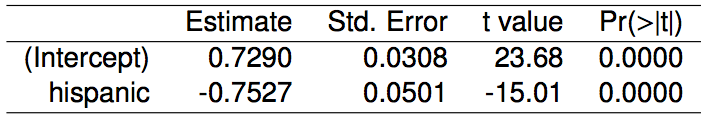 Estimate Std. Error t value Pr(>|t|)
(Intercept) 0.7290 0.0308 23.68 0.0000
hispanic -0.7527 0.0501 -15.01 0.0000